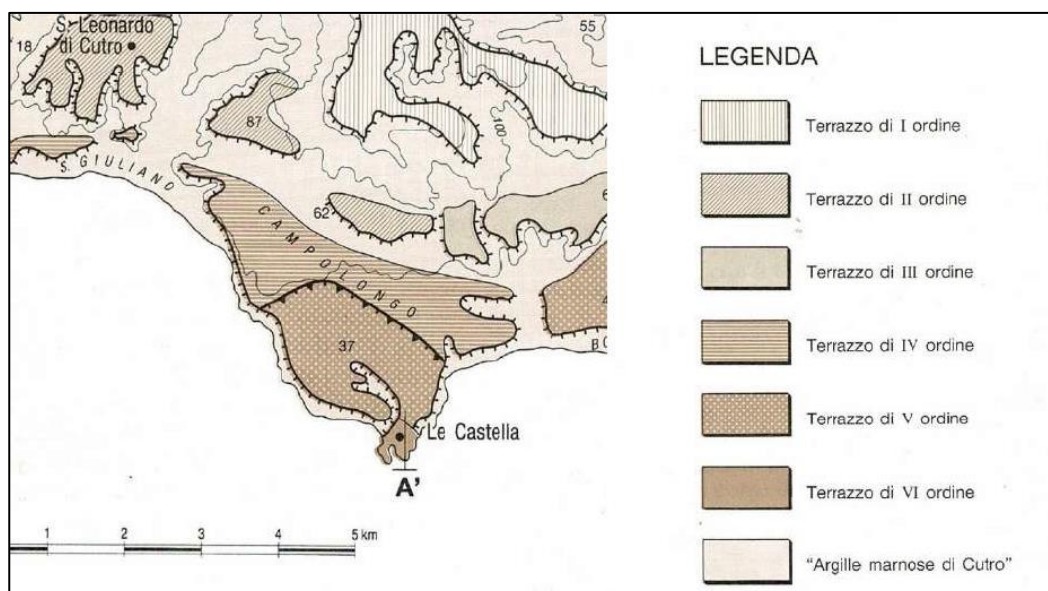 S. Leonardo
di Cutro
18
55
87
100
S. GIULIANO
62
CAMPOLONGO
37
Le Castella
A'
1 2 3 4 5 km
LEGENDA
Terrazzo di I ordine
Terrazzo di II ordine
Terrazzo di III ordine
Terrazzo di IV ordine
Terrazzo di V ordine
Terrazzo di VI ordine
"Argille marnose di Cutro"